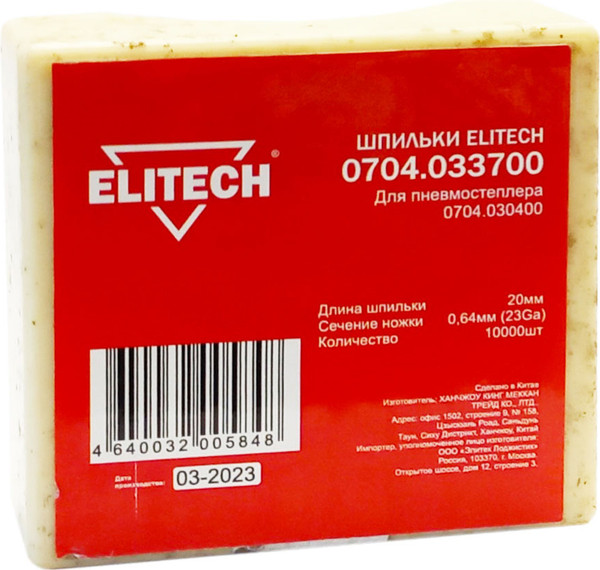 ELITECH®
ШПИЛЬКИ ELITECH
0704.033700
Для пневмостеплера
0704.030400
Длина шпильки 20мм
Сечение ножки 0,64мм (23Ga)
Количество 10000шт
4 640032 005848
Дата
производства: 03-2023
Сделано в Китае
Изготовитель: ХАНЧЖОУ КИНГ МЕККАН
ТРЕЙД КО., ЛТД.
Адрес: офис 1502, строение 9, № 158,
Цзысюань Роад, Саньдунь
Таун, Сиху Дистрикт, Ханчжоу, Китай
Импортер, уполномоченное лицо изготовителя:
ООО «Элитек Лоджистик»
Россия, 103370, г. Москва,
Открытое шоссе, дом 12, строение 3.